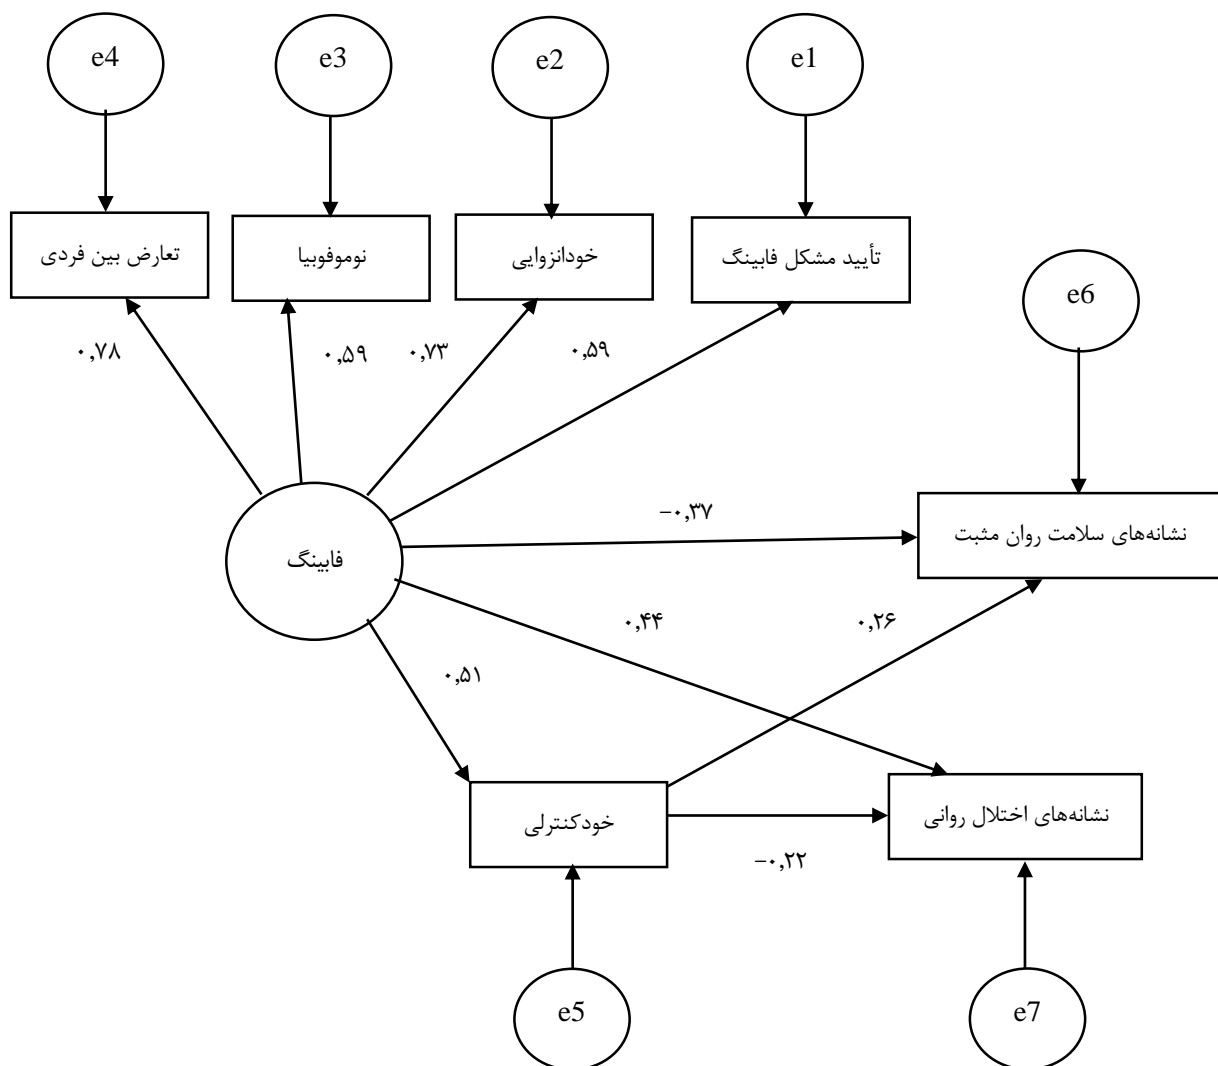 e4
e3
e2
e1
تعارض بین فردی
نوموفوبیا
خودانزوایی
تأیید مشکل فابینگ
e6
۰,۷۸
۰,۵۹
۰,۷۳
۰,۵۹
-۰,۳۷
نشانه‌های سلامت روان مثبت
فابینگ
۰,۴۴
۰,۲۶
۰,۵۱
نشانه‌های اختلال روانی
خودکنترلی
-۰,۲۲
e5
e7